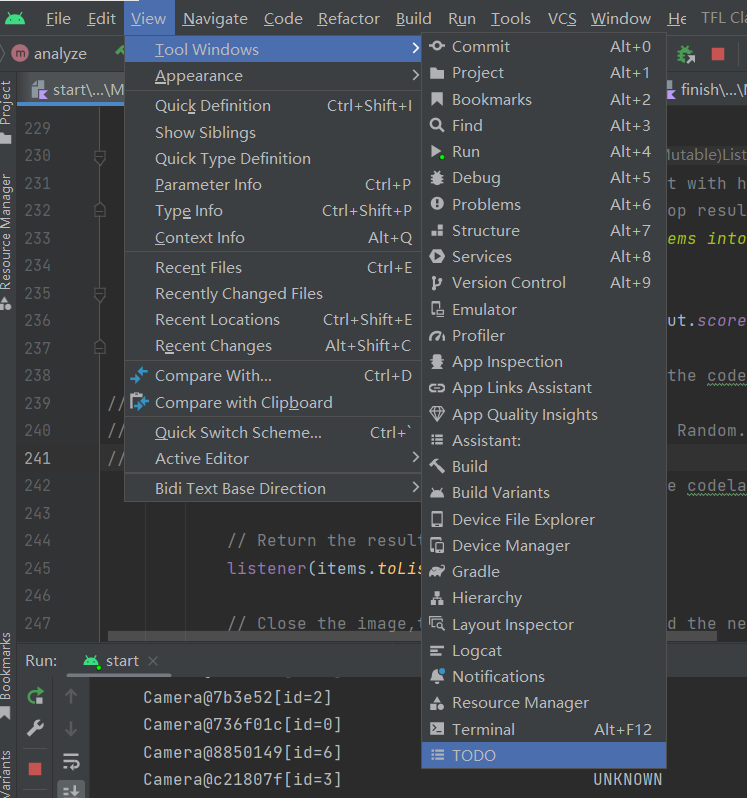 File Edit View Navigate Code Refactor Build Run Tools VCS Window He TFL Cla
m analyze
start\...\M
finish\...\M
Project
Resource Manager
Bookmarks
Variants
Tool Windows
Appearance
Quick Definition Ctrl+Shift+I
Show Siblings
Quick Type Definition
Parameter Info Ctrl+P
Type Info Ctrl+Shift+P
Context Info Alt+Q
Recent Files Ctrl+E
Recently Changed Files
Recent Locations Ctrl+Shift+E
Recent Changes Alt+Shift+C
Compare With... Ctrl+D
Compare with Clipboard
Quick Switch Scheme... Ctrl+`
Active Editor
Bidi Text Base Direction
Commit Alt+0
Project Alt+1
Bookmarks Alt+2
Find Alt+3
Run Alt+4
Debug Alt+5
Problems Alt+6
Structure Alt+7
Services Alt+8
Version Control Alt+9
Emulator
Profiler
App Inspection
App Links Assistant
App Quality Insights
Assistant:
Build
Build Variants
Device File Explorer
Device Manager
Gradle
Hierarchy
Layout Inspector
Logcat
Notifications
Resource Manager
Terminal Alt+F12
TODO
229
230 Mutable)List
231 t with h
232 op resul
233 ems into
234
235
236 ut.score
237
238 the codel
239 //
240 // Random.
241 //
242 e codela
243
244 // Return the result
245 listener(items.toLis
246
247 // Close the image,t d the ne
Run: start
Camera@7b3e52[id=2]
Camera@736f01c[id=0]
Camera@8850149[id=6]
Camera@c21807f[id=3] UNKNOWN